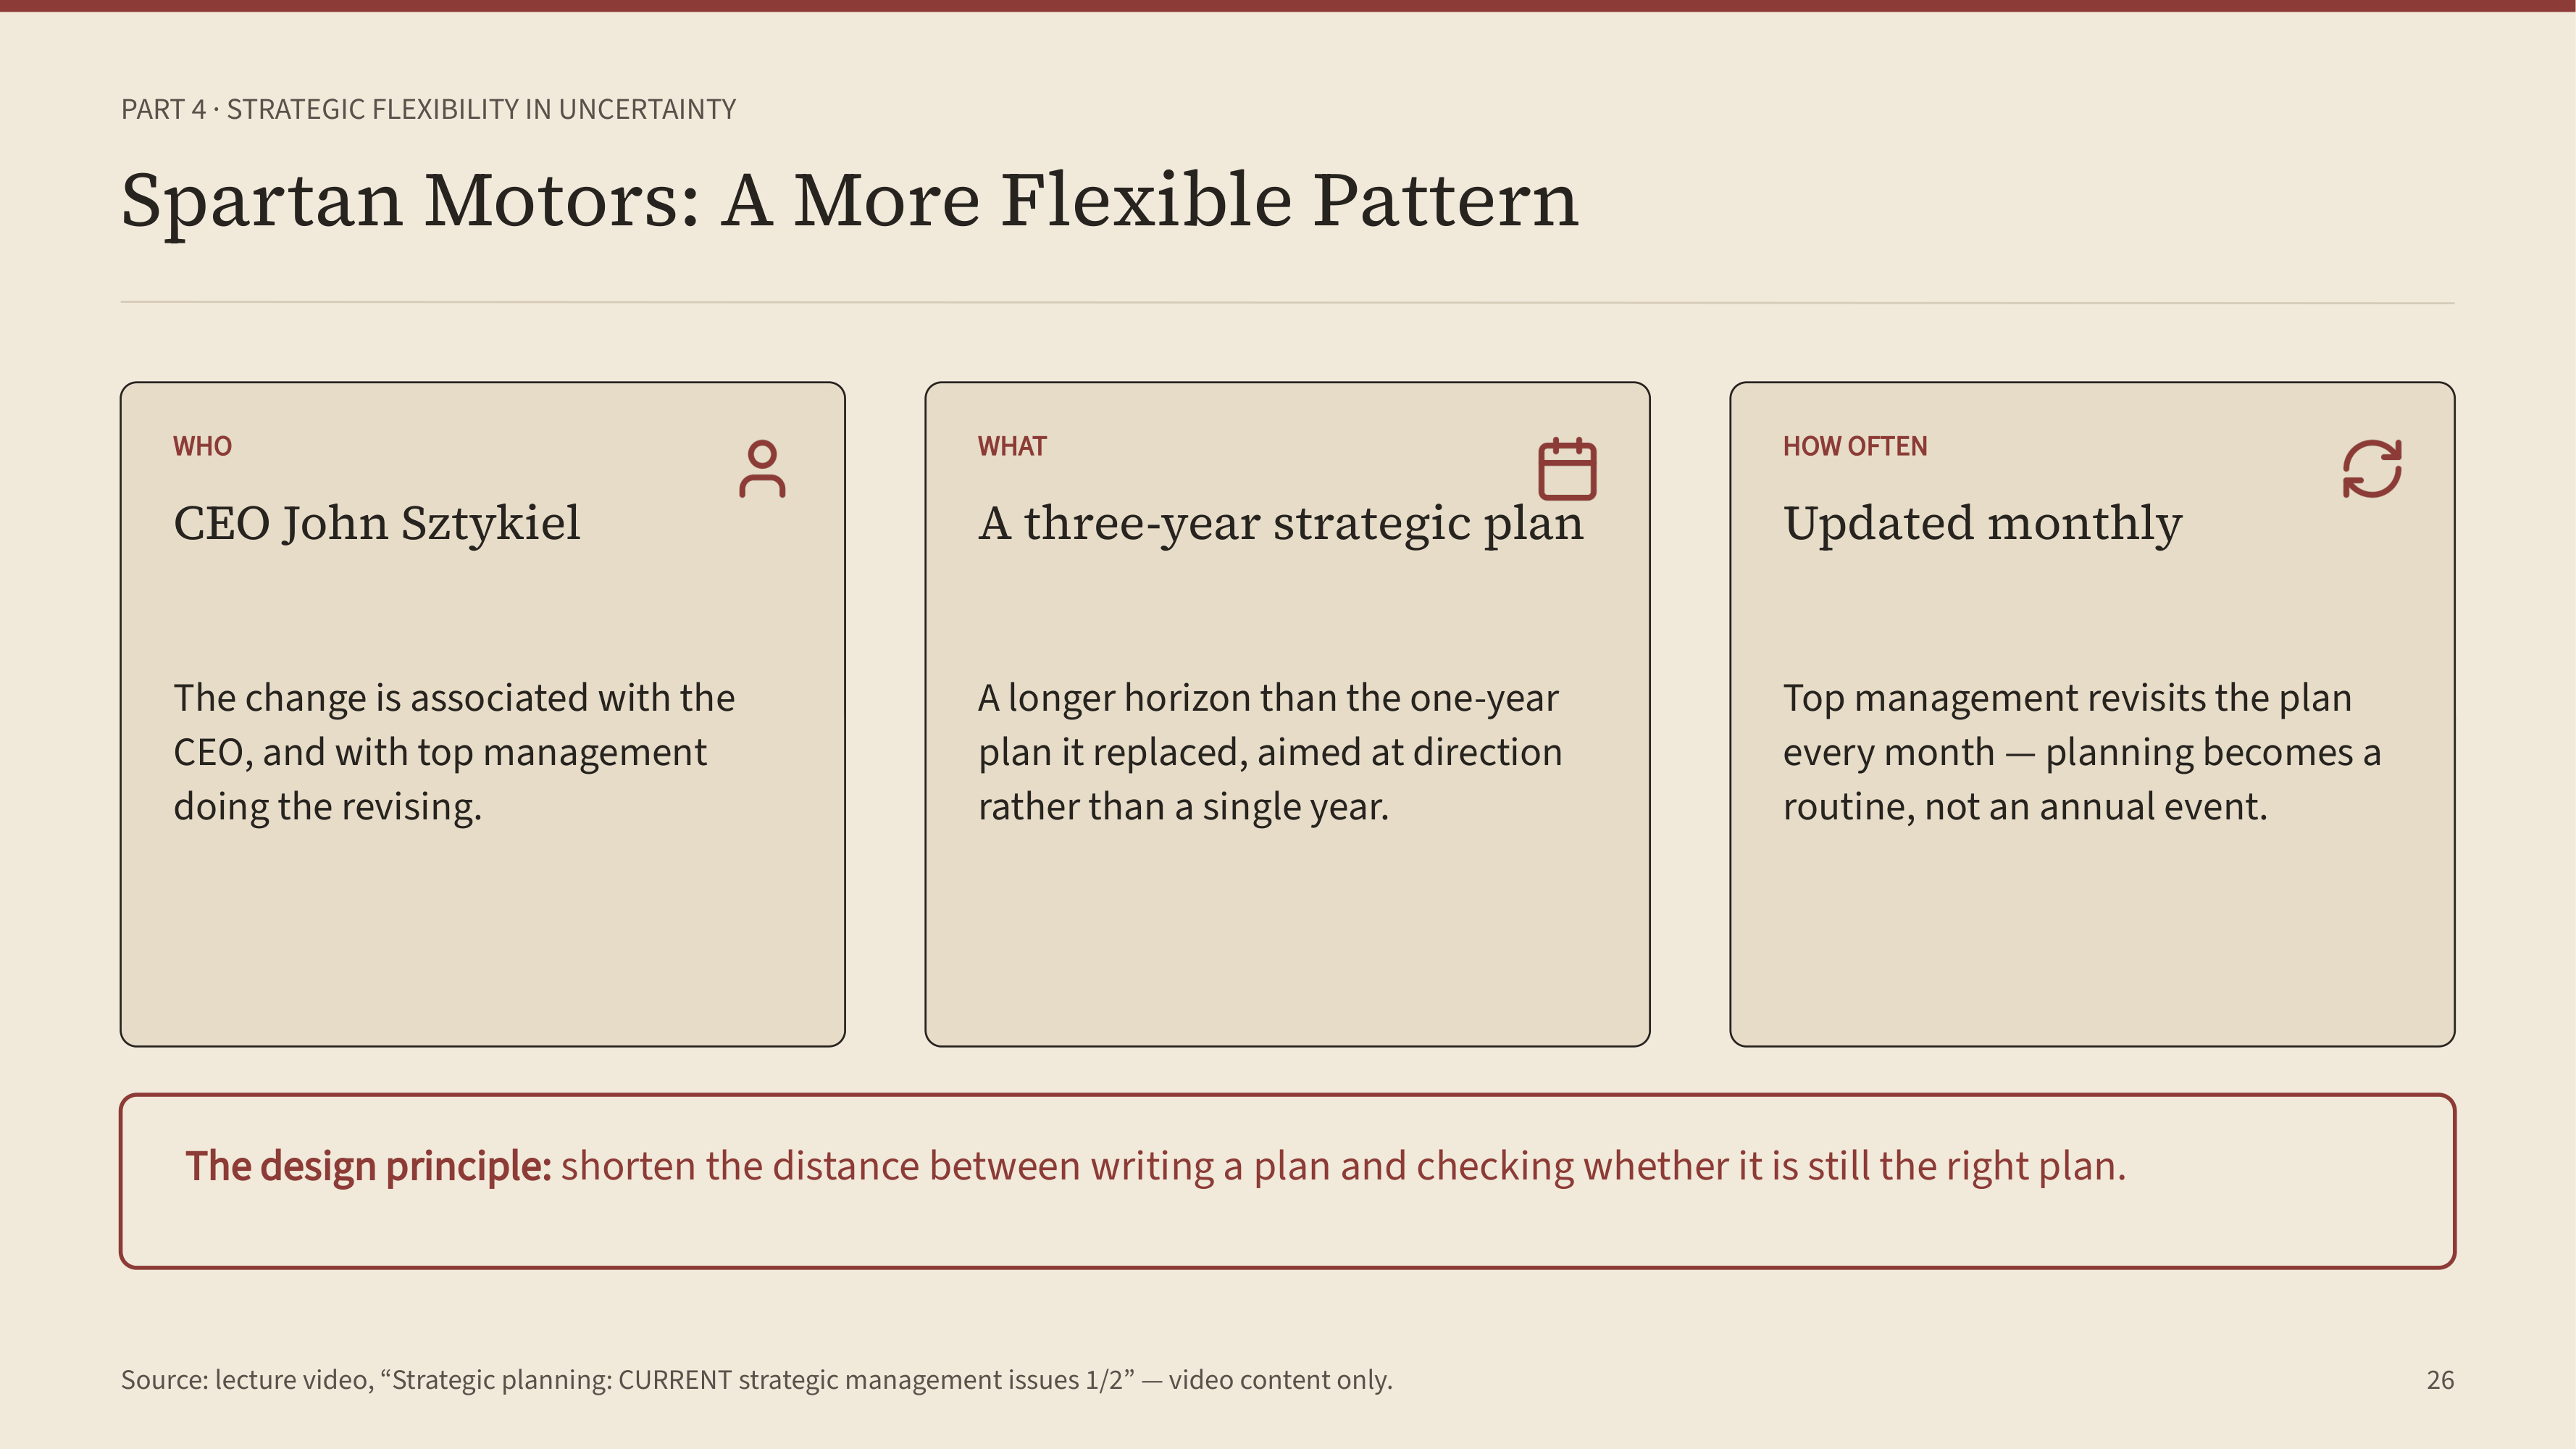 PART 4 · STRATEGIC FLEXIBILITY IN UNCERTAINTY
Spartan Motors: A More Flexible Pattern
WHO
CEO John Sztykiel
The change is associated with the
CEO, and with top management
doing the revising.
WHAT
A three-year strategic plan
A longer horizon than the one-year
plan it replaced, aimed at direction
rather than a single year.
HOW OFTEN
Updated monthly
Top management revisits the plan
every month — planning becomes a
routine, not an annual event.
The design principle: shorten the distance between writing a plan and checking whether it is still the right plan.
Source: lecture video, “Strategic planning: CURRENT strategic management issues 1/2” — video content only.
26